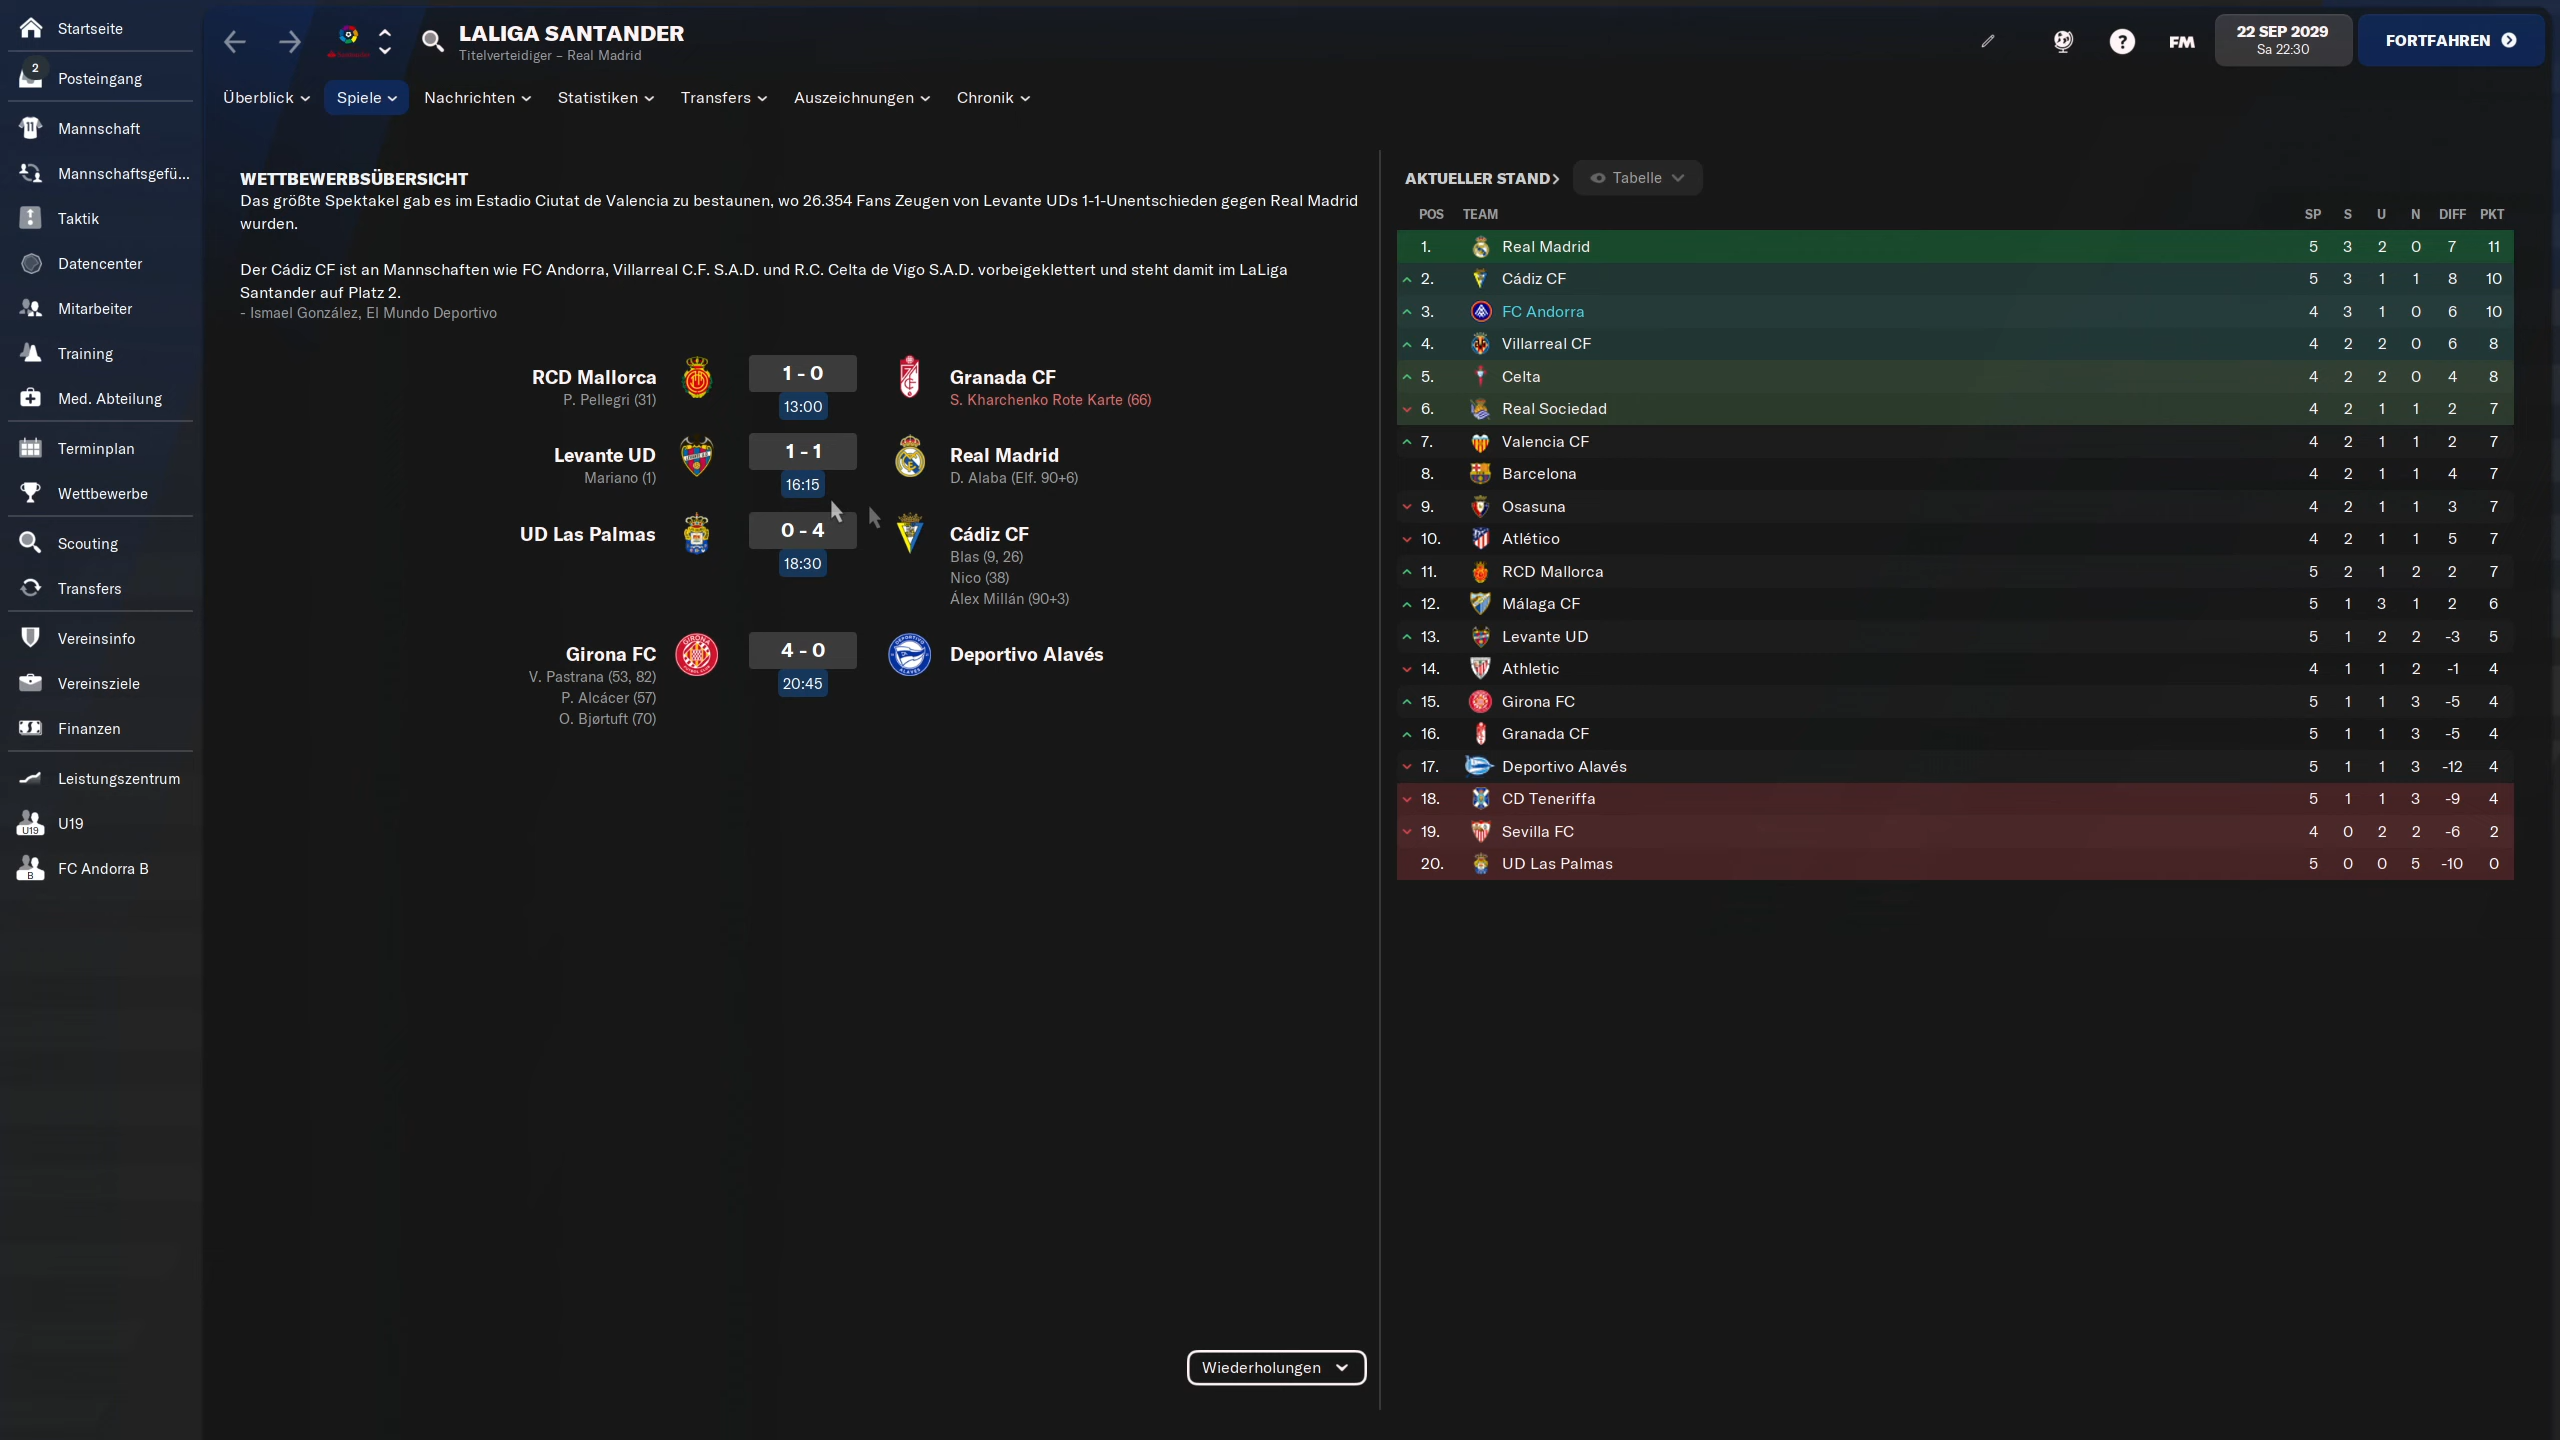 Startseite
2
Posteingang
Mannschaft
Mannschaftsgefü...
Taktik
Datencenter
Mitarbeiter
Training
Med. Abteilung
Terminplan
Wettbewerbe
Scouting
Transfers
Vereinsinfo
Vereinsziele
Finanzen
Leistungszentrum
U19
U19
B
FC Andorra B
LALIGA SANTANDER
Titelverteidiger – Real Madrid
?
FM
22 SEP 2029
Sa 22:30
FORTFAHREN
Überblick Spiele Nachrichten Statistiken Transfers Auszeichnungen Chronik
WETTBEWERBSÜBERSICHT
Das größte Spektakel gab es im Estadio Ciutat de Valencia zu bestaunen, wo 26.354 Fans Zeugen von Levante UDs 1-1-Unentschieden gegen Real Madrid
wurden.
Der Cádiz CF ist an Mannschaften wie FC Andorra, Villarreal C.F. S.A.D. und R.C. Celta de Vigo S.A.D. vorbeigeklettert und steht damit im LaLiga
Santander auf Platz 2.
- Ismael González, El Mundo Deportivo
RCD Mallorca 1 - 0 Granada CF
P. Pellegri (31) 13:00 S. Kharchenko Rote Karte (66)
Levante UD 1 - 1 Real Madrid
Mariano (1) 16:15 D. Alaba (Elf. 90+6)
UD Las Palmas 0 - 4 Cádiz CF
18:30 Blas (9, 26)
Nico (38)
Álex Millán (90+3)
Girona FC 4 - 0 Deportivo Alavés
V. Pastrana (53, 82) 20:45
P. Alcácer (57)
O. Bjørtuft (70)
Wiederholungen
AKTUELLER STAND Tabelle
POS TEAM SP S U N DIFF PKT
1. Real Madrid 5 3 2 0 7 11
2. Cádiz CF 5 3 1 1 8 10
3. FC Andorra 4 3 1 0 6 10
4. Villarreal CF 4 2 2 0 6 8
5. Celta 4 2 2 0 4 8
6. Real Sociedad 4 2 1 1 2 7
7. Valencia CF 4 2 1 1 2 7
8. Barcelona 4 2 1 1 4 7
9. Osasuna 4 2 1 1 3 7
10. Atlético 4 2 1 1 5 7
11. RCD Mallorca 5 2 1 2 2 7
12. Málaga CF 5 1 3 1 2 6
13. Levante UD 5 1 2 2 -3 5
14. Athletic 4 1 1 2 -1 4
15. Girona FC 5 1 1 3 -5 4
16. Granada CF 5 1 1 3 -5 4
17. Deportivo Alavés 5 1 1 3 -12 4
18. CD Teneriffa 5 1 1 3 -9 4
19. Sevilla FC 4 0 2 2 -6 2
20. UD Las Palmas 5 0 0 5 -10 0